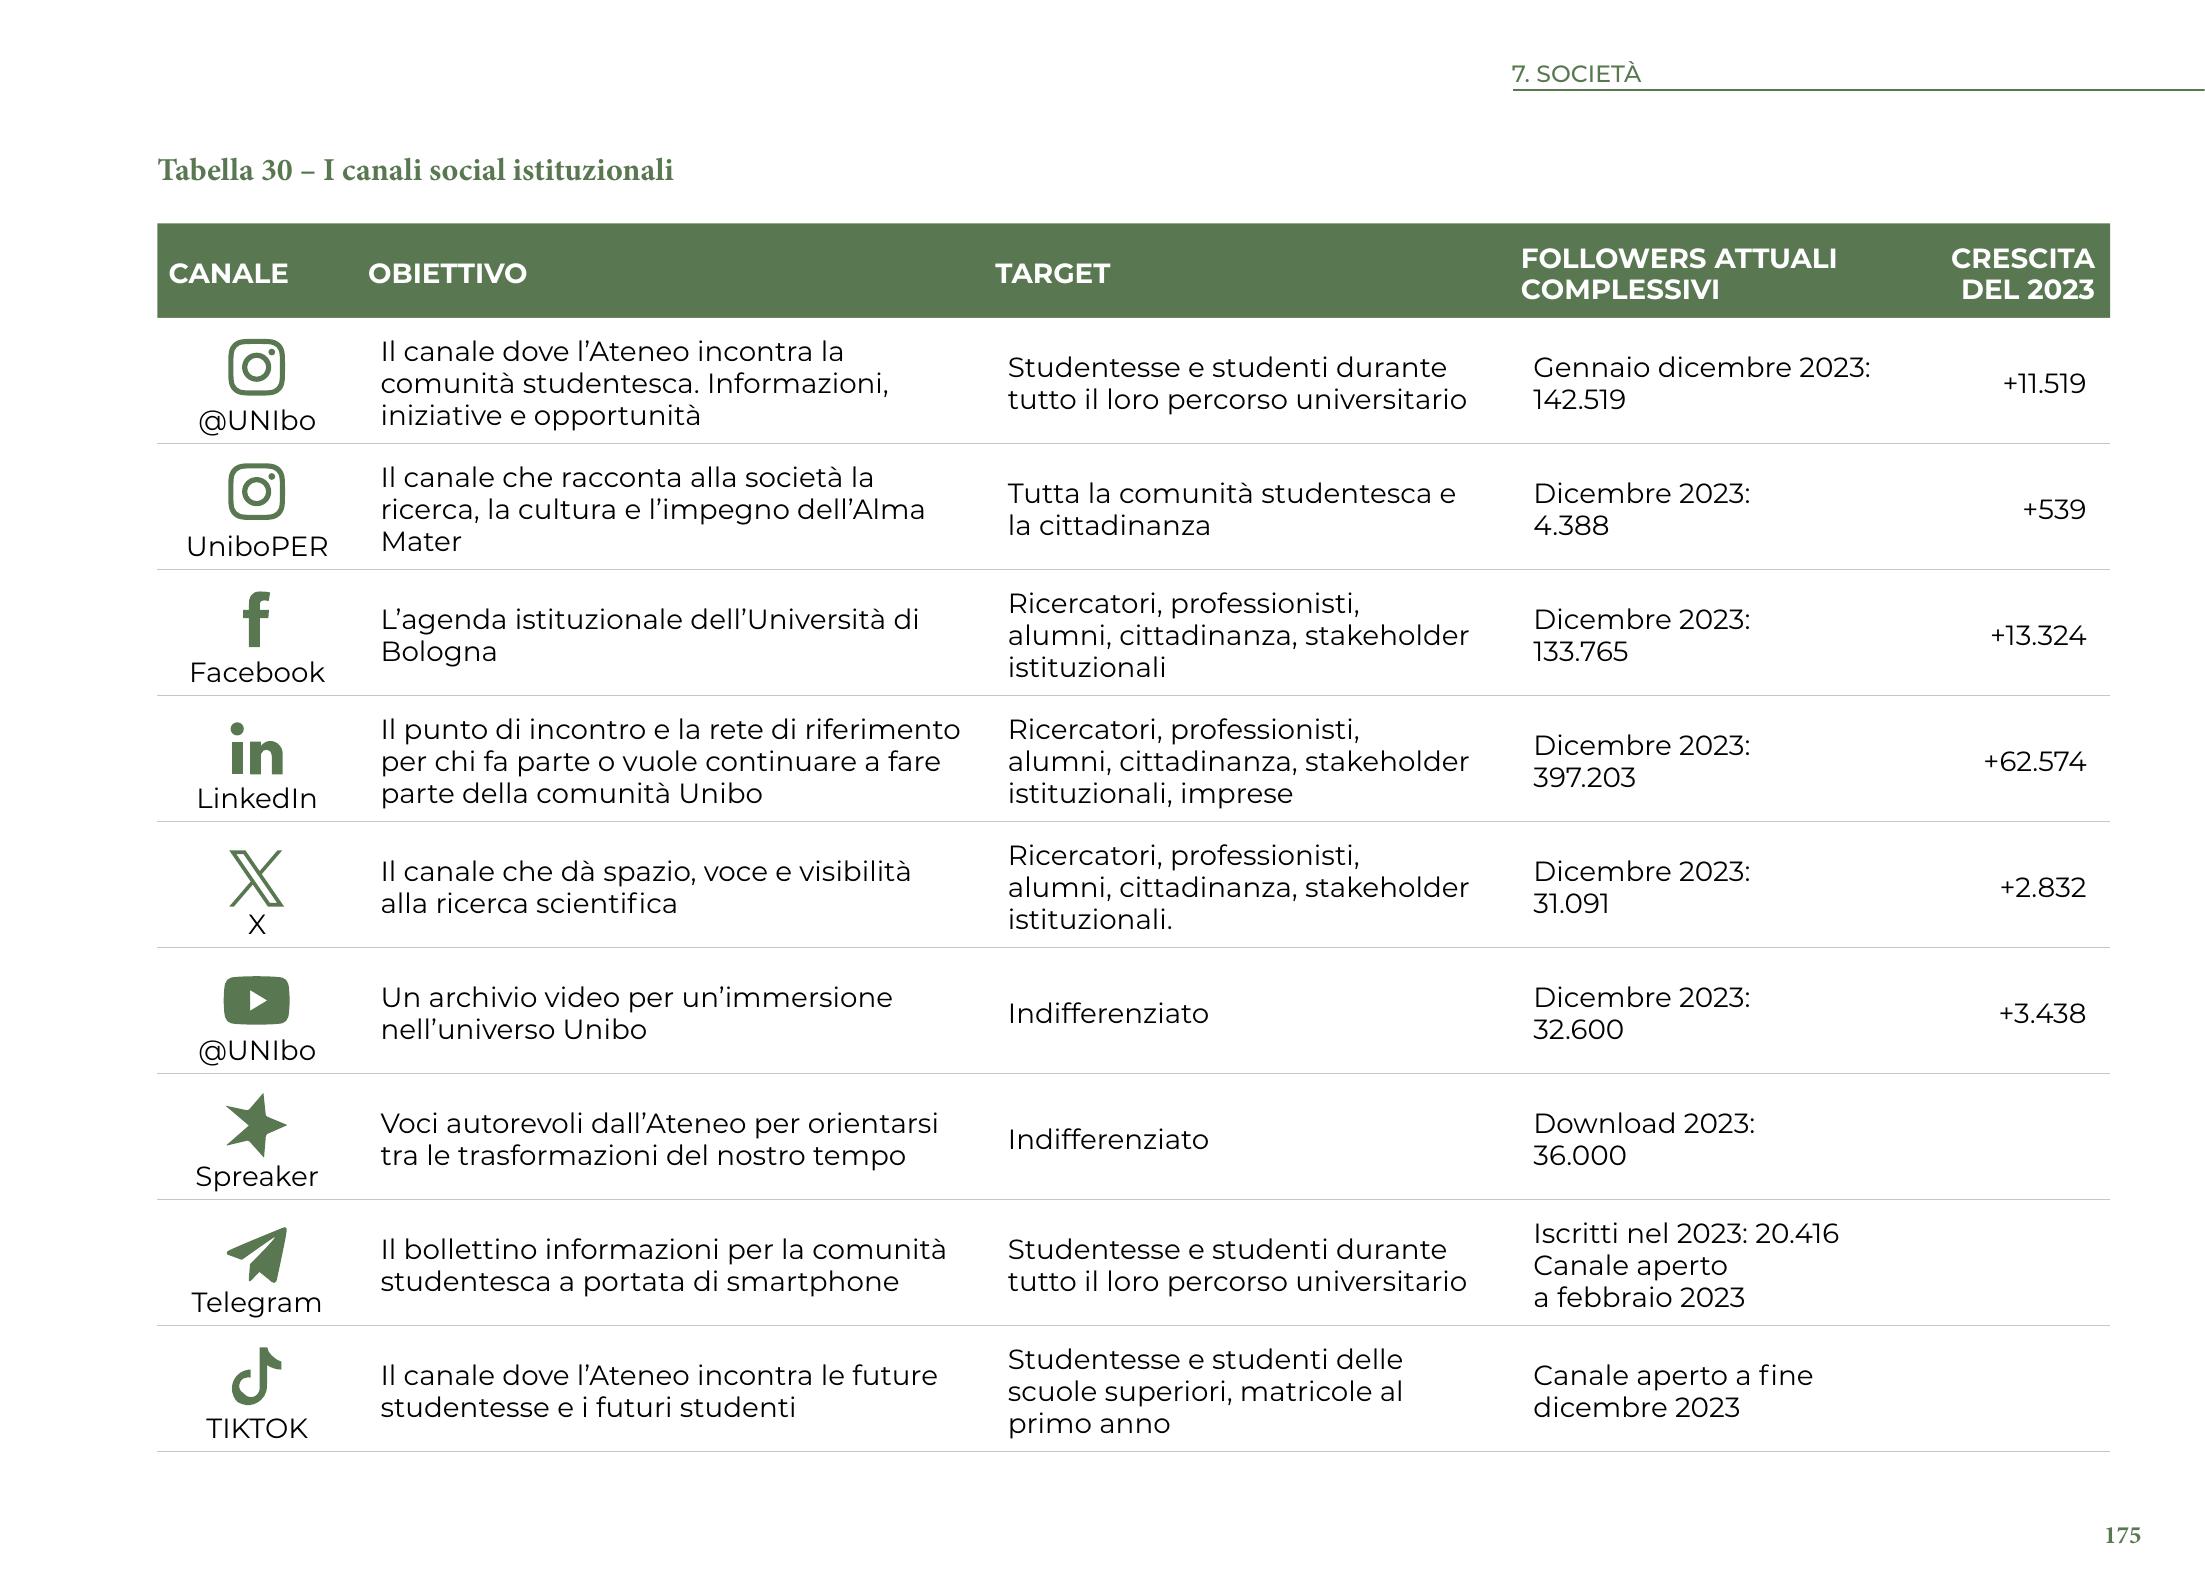 7. SOCIETÀ
Tabella 30 – I canali social istituzionali
CANALE
OBIETTIVO
TARGET
FOLLOWERS ATTUALI
COMPLESSIVI
CRESCITA
DEL 2023
@UNIbo
Il canale dove l’Ateneo incontra la
comunità studentesca. Informazioni,
iniziative e opportunità
Studentesse e studenti durante
tutto il loro percorso universitario
Gennaio dicembre 2023:
142.519
+11.519
UniboPER
Il canale che racconta alla società la
ricerca, la cultura e l’impegno dell’Alma
Mater
Tutta la comunità studentesca e
la cittadinanza
Dicembre 2023:
4.388
+539
Facebook
L’agenda istituzionale dell’Università di
Bologna
Ricercatori, professionisti,
alumni, cittadinanza, stakeholder
istituzionali
Dicembre 2023:
133.765
+13.324
LinkedIn
Il punto di incontro e la rete di riferimento
per chi fa parte o vuole continuare a fare
parte della comunità Unibo
Ricercatori, professionisti,
alumni, cittadinanza, stakeholder
istituzionali, imprese
Dicembre 2023:
397.203
+62.574
X
Il canale che dà spazio, voce e visibilità
alla ricerca scientifica
Ricercatori, professionisti,
alumni, cittadinanza, stakeholder
istituzionali.
Dicembre 2023:
31.091
+2.832
@UNIbo
Un archivio video per un’immersione
nell’universo Unibo
Indifferenziato
Dicembre 2023:
32.600
+3.438
Spreaker
Voci autorevoli dall’Ateneo per orientarsi
tra le trasformazioni del nostro tempo
Indifferenziato
Download 2023:
36.000
Telegram
Il bollettino informazioni per la comunità
studentesca a portata di smartphone
Studentesse e studenti durante
tutto il loro percorso universitario
Iscritti nel 2023: 20.416
Canale aperto
a febbraio 2023
TIKTOK
Il canale dove l’Ateneo incontra le future
studentesse e i futuri studenti
Studentesse e studenti delle
scuole superiori, matricole al
primo anno
Canale aperto a fine
dicembre 2023
175